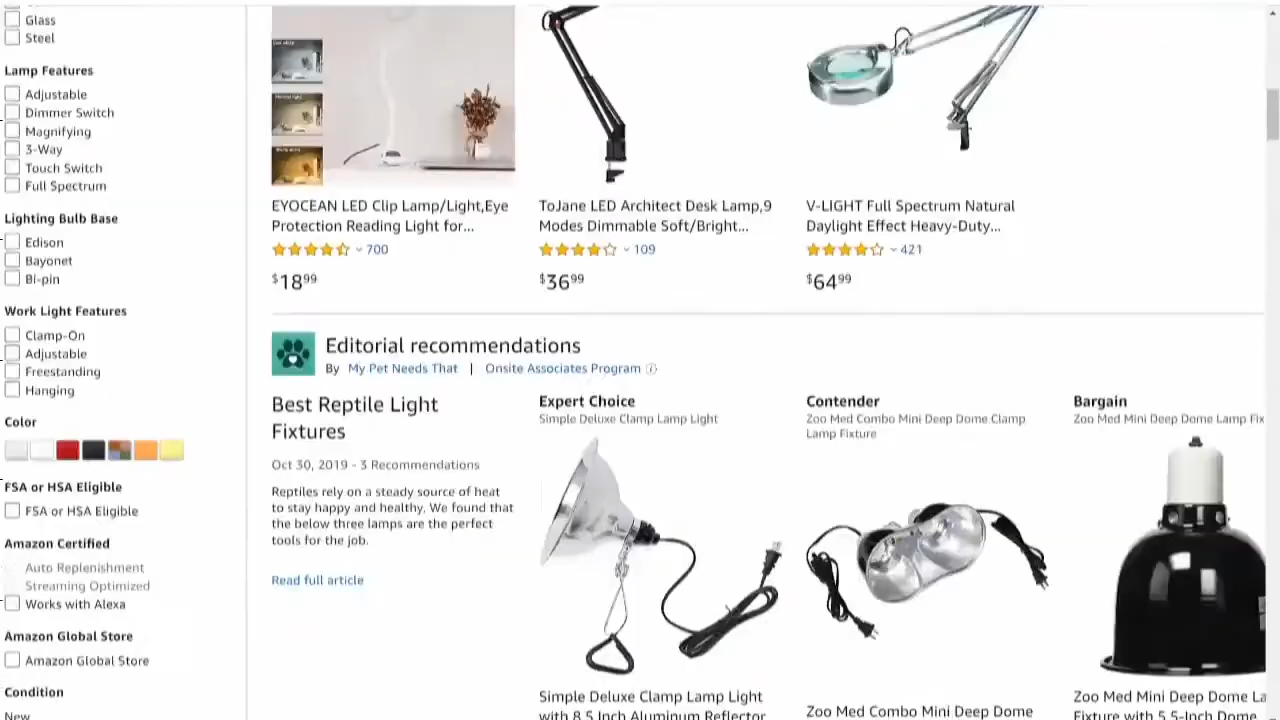 Glass
Steel
Lamp Features
Adjustable
Dimmer Switch
Magnifying
3-Way
Touch Switch
Full Spectrum
Lighting Bulb Base
Edison
Bayonet
Bi-pin
Work Light Features
Clamp-On
Adjustable
Freestanding
Hanging
Color
FSA or HSA Eligible
FSA or HSA Eligible
Amazon Certified
Auto Replenishment
Streaming Optimized
Works with Alexa
Amazon Global Store
Amazon Global Store
Condition
New
EYOCEAN LED Clip Lamp/Light,Eye
Protection Reading Light for...
700
$1899
ToJane LED Architect Desk Lamp,9
Modes Dimmable Soft/Bright...
109
$3699
V-LIGHT Full Spectrum Natural
Daylight Effect Heavy-Duty...
421
$6499
Editorial recommendations
By My Pet Needs That | Onsite Associates Program
Best Reptile Light
Fixtures
Oct 30, 2019 - 3 Recommendations
Reptiles rely on a steady source of heat
to stay happy and healthy. We found that
the below three lamps are the perfect
tools for the job.
Read full article
Expert Choice
Simple Deluxe Clamp Lamp Light
Simple Deluxe Clamp Lamp Light
with 8.5 Inch Aluminum Reflector
Contender
Zoo Med Combo Mini Deep Dome Clamp
Lamp Fixture
Zoo Med Combo Mini Deep Dome
Bargain
Zoo Med Mini Deep Dome Lamp Fix
Zoo Med Mini Deep Dome La
Fixture with 5.5-Inch Dome